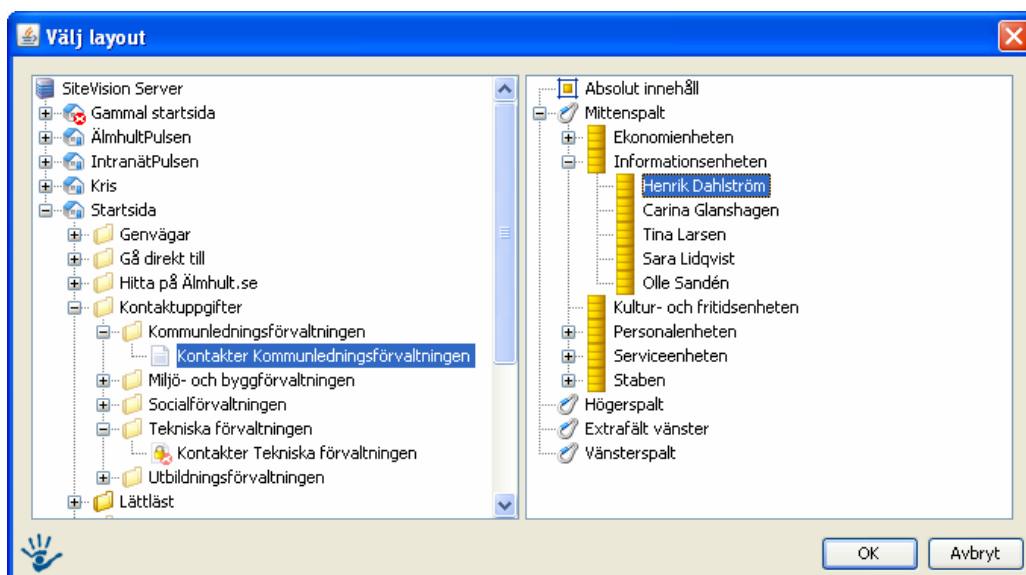 Välj layout
SiteVision Server
Gammal startsida
ÄlmhultPulsen
IntranätPulsen
Kris
Startsida
Genvägar
Gå direkt till
Hitta på Älmhult.se
Kontaktuppgifter
Kommunledningsförvaltningen
Kontakter Kommunledningsförvaltningen
Miljö- och byggförvaltningen
Socialförvaltningen
Tekniska förvaltningen
Kontakter Tekniska förvaltningen
Utbildningsförvaltningen
Lättläst
Absolut innehåll
Mittenspalt
Ekonomienheten
Informationsenheten
Henrik Dahlström
Carina Glanshagen
Tina Larsen
Sara Lidqvist
Olle Sandén
Kultur- och fritidsenheten
Personalenheten
Serviceenheten
Staben
Högerspalt
Extrafält vänster
Vänsterspalt
OK
Avbryt